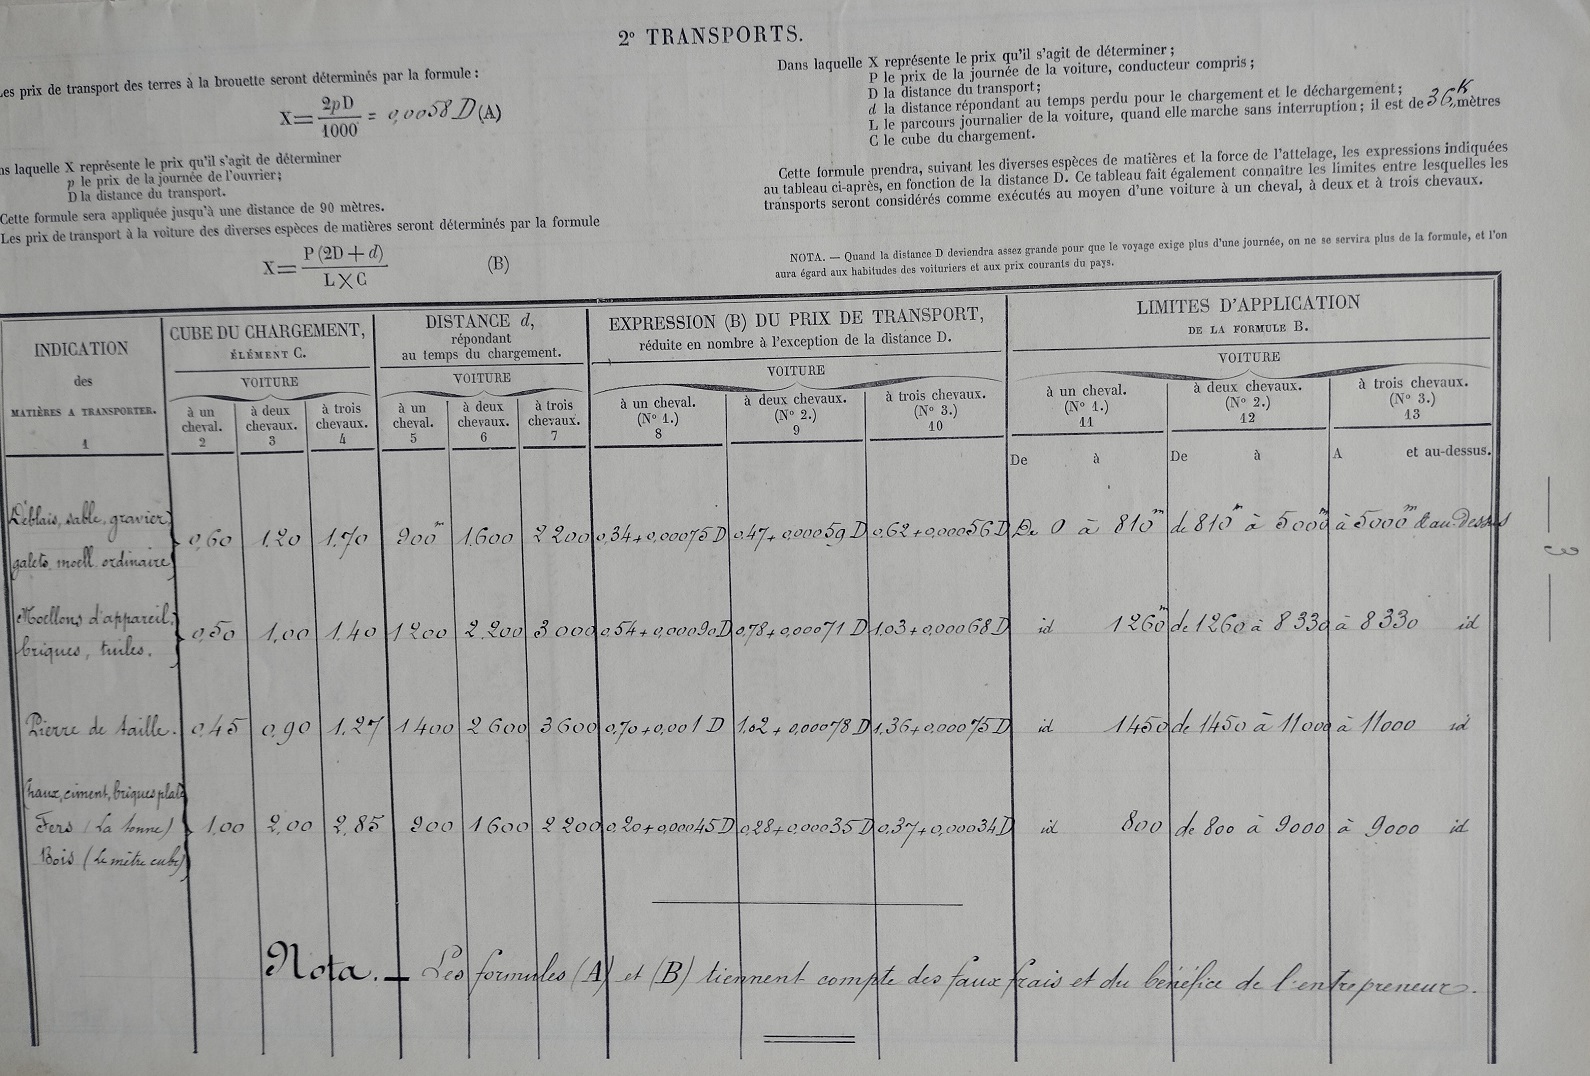 2º TRANSPORTS.
Les prix de transport des terres à la brouette seront déterminés par la formule :
X = 2pD / 1000 = 0,0058 D (A)
ns laquelle X représente le prix qu'il s'agit de déterminer
p le prix de la journée de l'ouvrier;
D la distance du transport.
Cette formule sera appliquée jusqu'à une distance de 90 mètres.
Les prix de transport à la voiture des diverses espèces de matières seront déterminés par la formule
X = P (2D + d) / L X C (B)
Dans laquelle X représente le prix qu'il s'agit de déterminer ;
P le prix de la journée de la voiture, conducteur compris ;
D la distance du transport ;
d la distance répondant au temps perdu pour le chargement et le déchargement ;
L le parcours journalier de la voiture, quand elle marche sans interruption ; il est de 36K mètres
C le cube du chargement.
Cette formule prendra, suivant les diverses espèces de matières et la force de l'attelage, les expressions indiquées
au tableau ci-après, en fonction de la distance D. Ce tableau fait également connaître les limites entre lesquelles les
transports seront considérés comme exécutés au moyen d'une voiture à un cheval, à deux et à trois chevaux.
NOTA. — Quand la distance D deviendra assez grande pour que le voyage exige plus d'une journée, on ne se servira plus de la formule, et l'on
aura égard aux habitudes des voituriers et aux prix courants du pays.
INDICATION
des
MATIÈRES A TRANSPORTER.
1
CUBE DU CHARGEMENT,
ÉLÉMENT C.
VOITURE
à un
cheval.
2
à deux
chevaux.
3
à trois
chevaux.
4
DISTANCE d,
répondant
au temps du chargement.
VOITURE
à un
cheval.
5
à deux
chevaux.
6
à trois
chevaux.
7
EXPRESSION (B) DU PRIX DE TRANSPORT,
réduite en nombre à l'exception de la distance D.
VOITURE
à un cheval.
(Nº 1.)
8
à deux chevaux.
(Nº 2.)
9
à trois chevaux.
(Nº 3.)
10
LIMITES D'APPLICATION
DE LA FORMULE B.
VOITURE
à un cheval.
(Nº 1.)
11
à deux chevaux.
(Nº 2.)
12
à trois chevaux.
(Nº 3.)
13
De à De à A et au-dessus.
Déblais, sable, gravier,
galets, moell. ordinaire
0,60 1,20 1,70 900m 1,600 2 200 0,34+0,00075 D 0,47+0,00059 D 0,62+0,00056 D De 0 à 810m de 810m à 5000m à 5000m et au-dessus
Moellons d'appareil,
briques, tuiles.
0,50 1,00 1,40 1200 2,200 3 000 0,54+0,00090 D 0,78+0,00071 D 1,03+0,00068 D id 1260m de 1260 à 8330 à 8330 id
Pierre de taille. 0,45 0,90 1,27 1400 2600 3600 0,70+0,001 D 1,02+0,00078 D 1,36+0,00075 D id 1450 de 1450 à 11000 à 11000 id
Chaux, ciment, briques plates
Fers (La tonne) 1,00 2,00 2,85 900 1600 2200 0,20+0,00045 D 0,28+0,00035 D 0,37+0,00034 D id 800 de 800 à 9000 à 9000 id
Bois (Le mètre cube)
Nota. — Les formules (A) et (B) tiennent compte des faux frais et du bénéfice de l'entrepreneur.
— 3 —